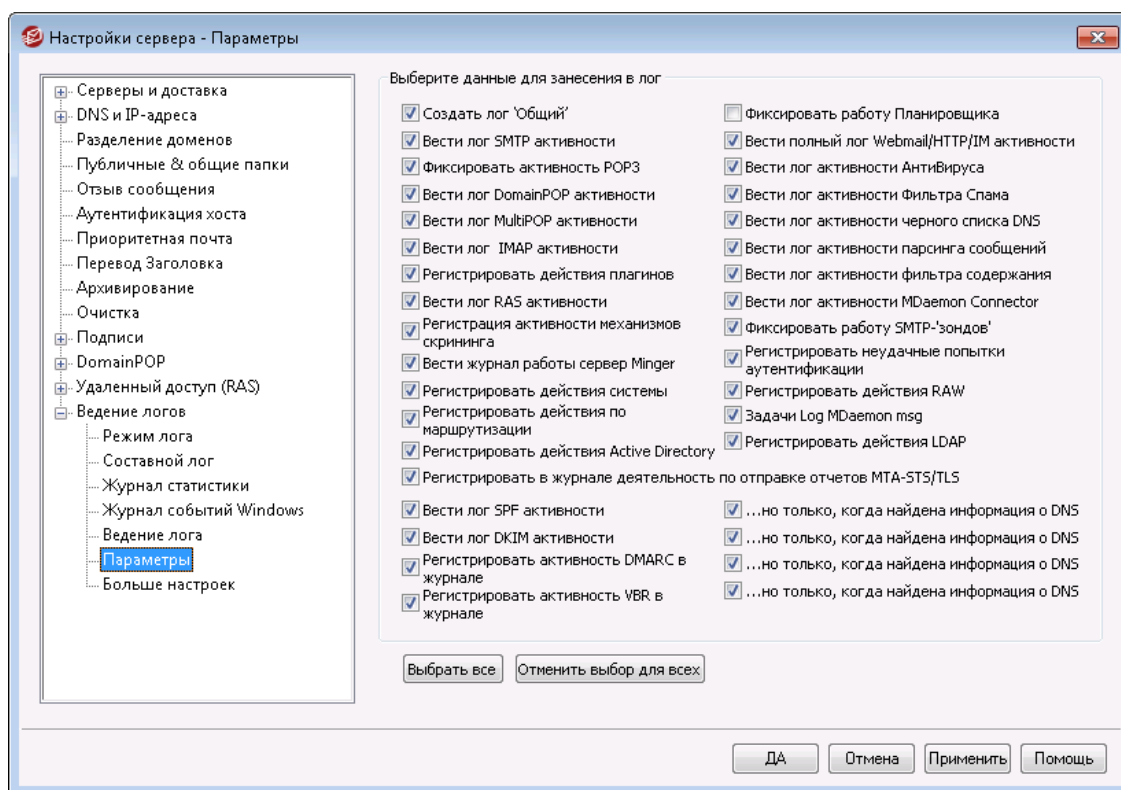 Настройки сервера - Параметры
Серверы и доставка
DNS и IP-адреса
Разделение доменов
Публичные & общие папки
Отзыв сообщения
Аутентификация хоста
Приоритетная почта
Перевод Заголовка
Архивирование
Очистка
Подписи
DomainPOP
Удаленный доступ (RAS)
Ведение логов
Режим лога
Составной лог
Журнал статистики
Журнал событий Windows
Ведение лога
Параметры
Больше настроек
Выберите данные для занесения в лог
Создать лог 'Общий'
Вести лог SMTP активности
Фиксировать активность POP3
Вести лог DomainPOP активности
Вести лог MultiPOP активности
Вести лог IMAP активности
Регистрировать действия плагинов
Вести лог RAS активности
Регистрация активности механизмов
скрининга
Вести журнал работы сервер Minger
Регистрировать действия системы
Регистрировать действия по
маршрутизации
Регистрировать действия Active Directory
Фиксировать работу Планировщика
Вести полный лог Webmail/HTTP/IM активности
Вести лог активности АнтиВируса
Вести лог активности Фильтра Спама
Вести лог активности черного списка DNS
Вести лог активности парсинга сообщений
Вести лог активности фильтра содержания
Вести лог активности MDaemon Connector
Фиксировать работу SMTP-'зондов'
Регистрировать неудачные попытки
аутентификации
Регистрировать действия RAW
Задачи Log MDaemon msg
Регистрировать действия LDAP
Регистрировать в журнале деятельность по отправке отчетов MTA-STS/TLS
Вести лог SPF активности
...но только, когда найдена информация о DNS
Вести лог DKIM активности
...но только, когда найдена информация о DNS
Регистрировать активность DMARC в
журнале
...но только, когда найдена информация о DNS
Регистрировать активность VBR в
журнале
...но только, когда найдена информация о DNS
Выбрать все
Отменить выбор для всех
ДА
Отмена
Применить
Помощь